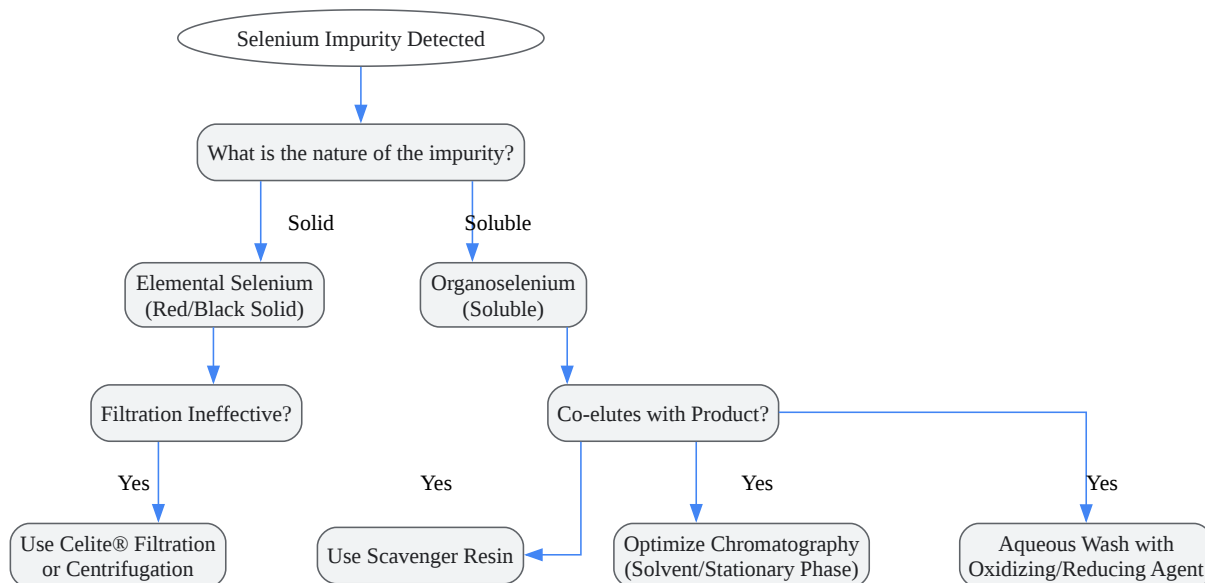 Selenium Impurity Detected
What is the nature of the impurity?
Solid
Soluble
Elemental Selenium
(Red/Black Solid)
Organoselenium
(Soluble)
Filtration Ineffective?
Co-elutes with Product?
Yes
Yes
Yes
Yes
Use Celite® Filtration
or Centrifugation
Use Scavenger Resin
Optimize Chromatography
(Solvent/Stationary Phase)
Aqueous Wash with
Oxidizing/Reducing Agent